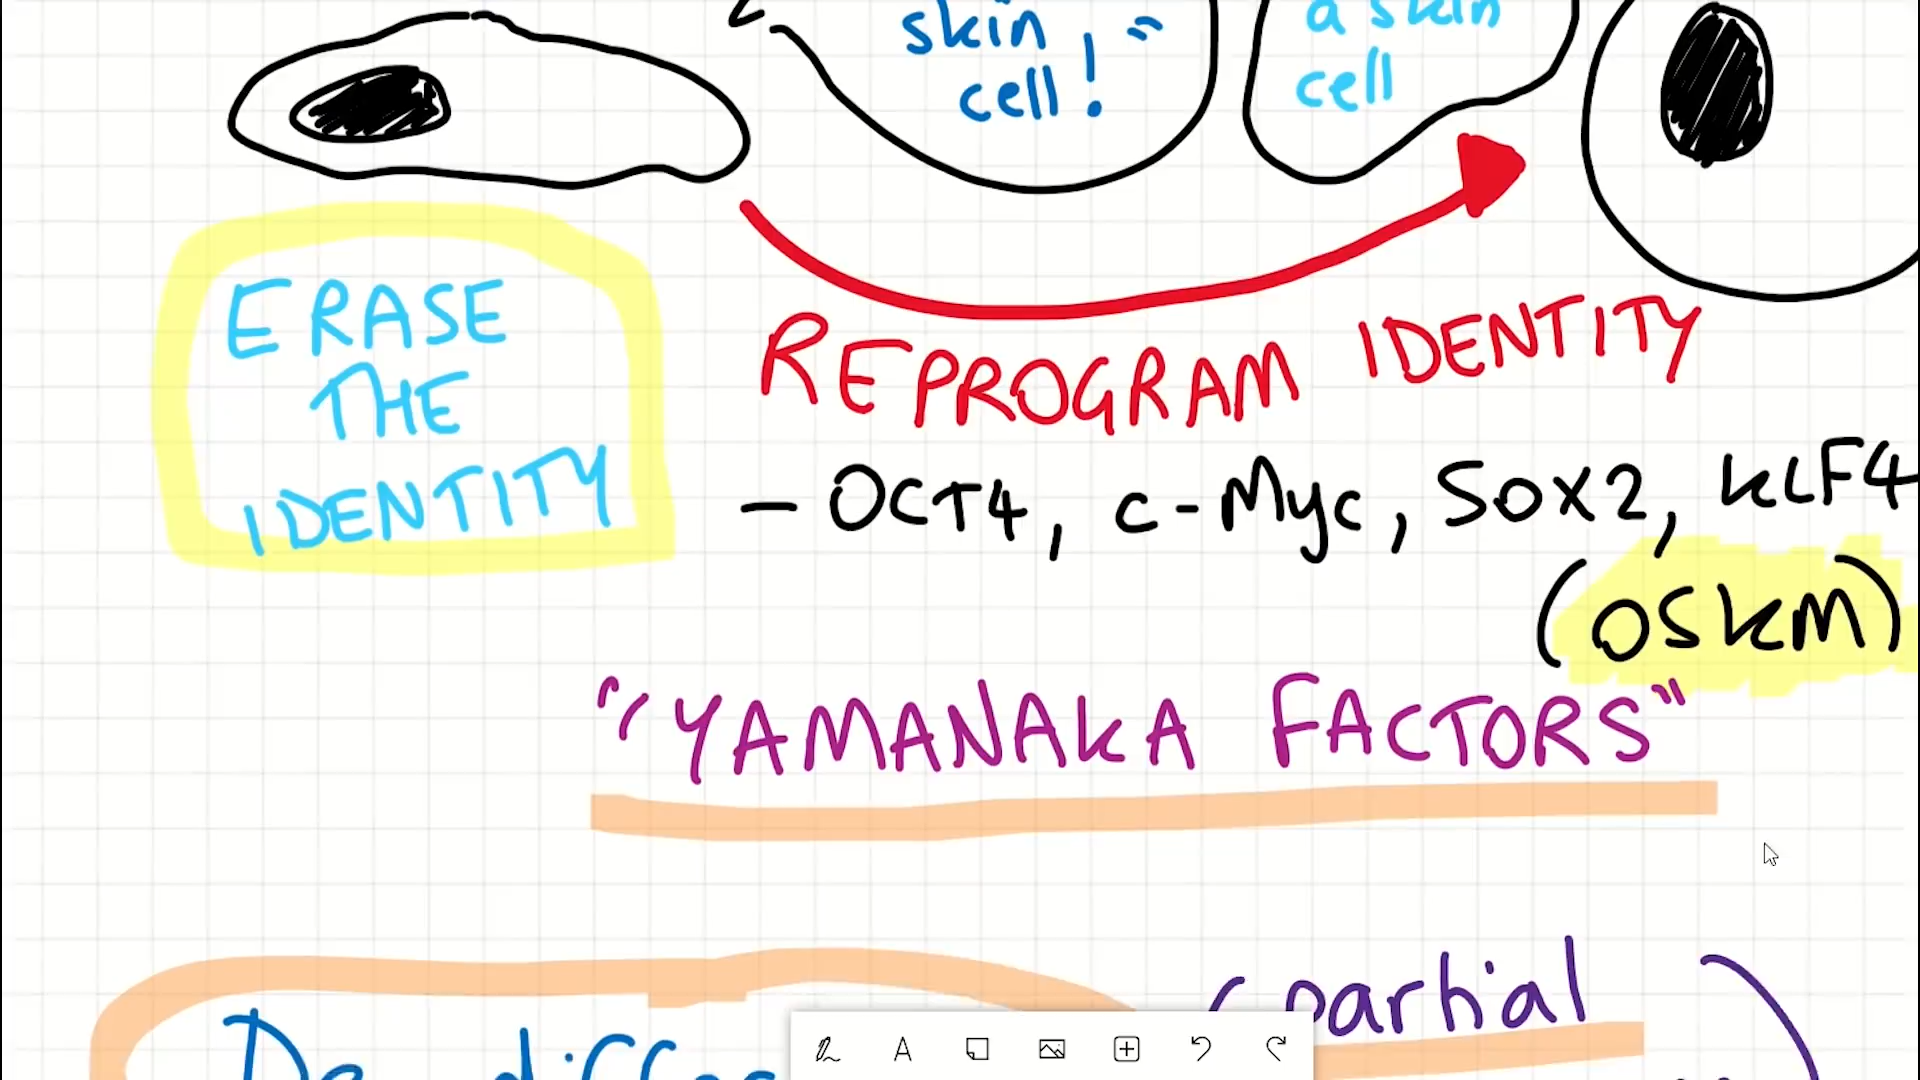 skin
cell! "
a skin
cell
ERASE
THE
IDENTITY
REPROGRAM IDENTITY
- OCT4, c-Myc, SOX2, KLF4
(OSKM)
"YAMANAKA FACTORS"
(partial
A